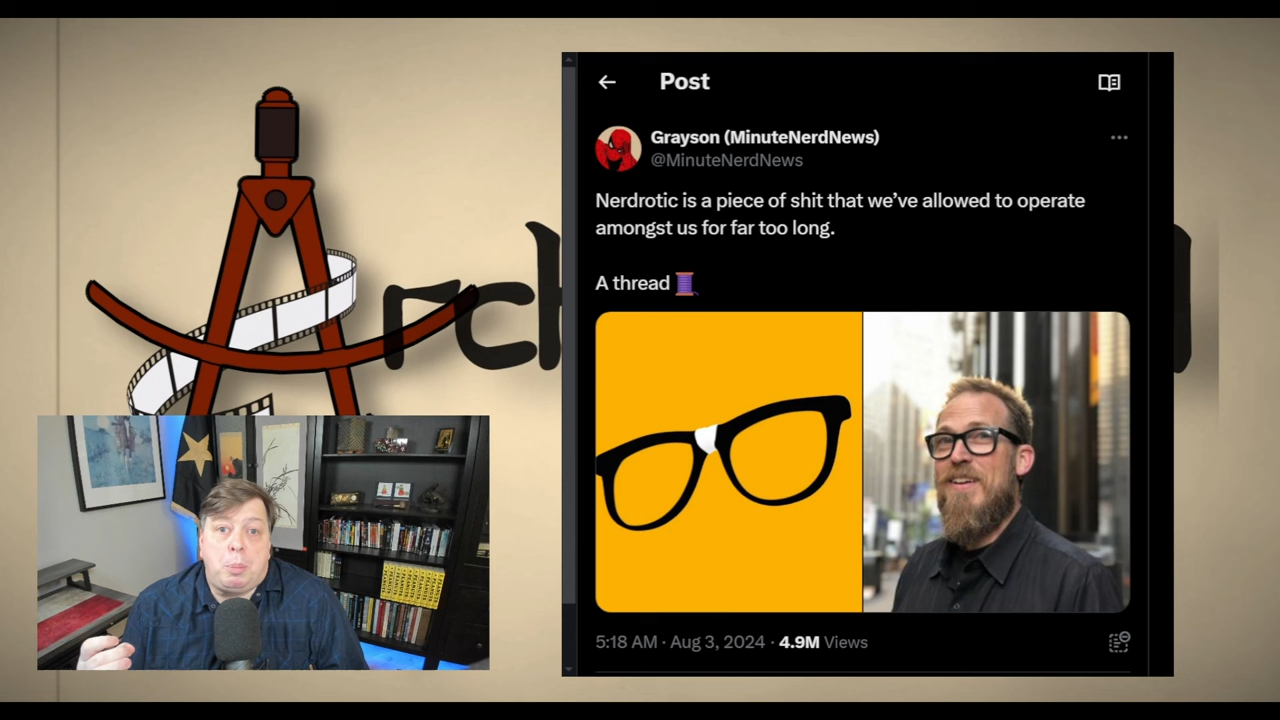 Post
Grayson (MinuteNerdNews)
@MinuteNerdNews
Nerdrotic is a piece of shit that we’ve allowed to operate
amongst us for far too long.
A thread 🧵
5:18 AM · Aug 3, 2024 · 4.9M Views
rch